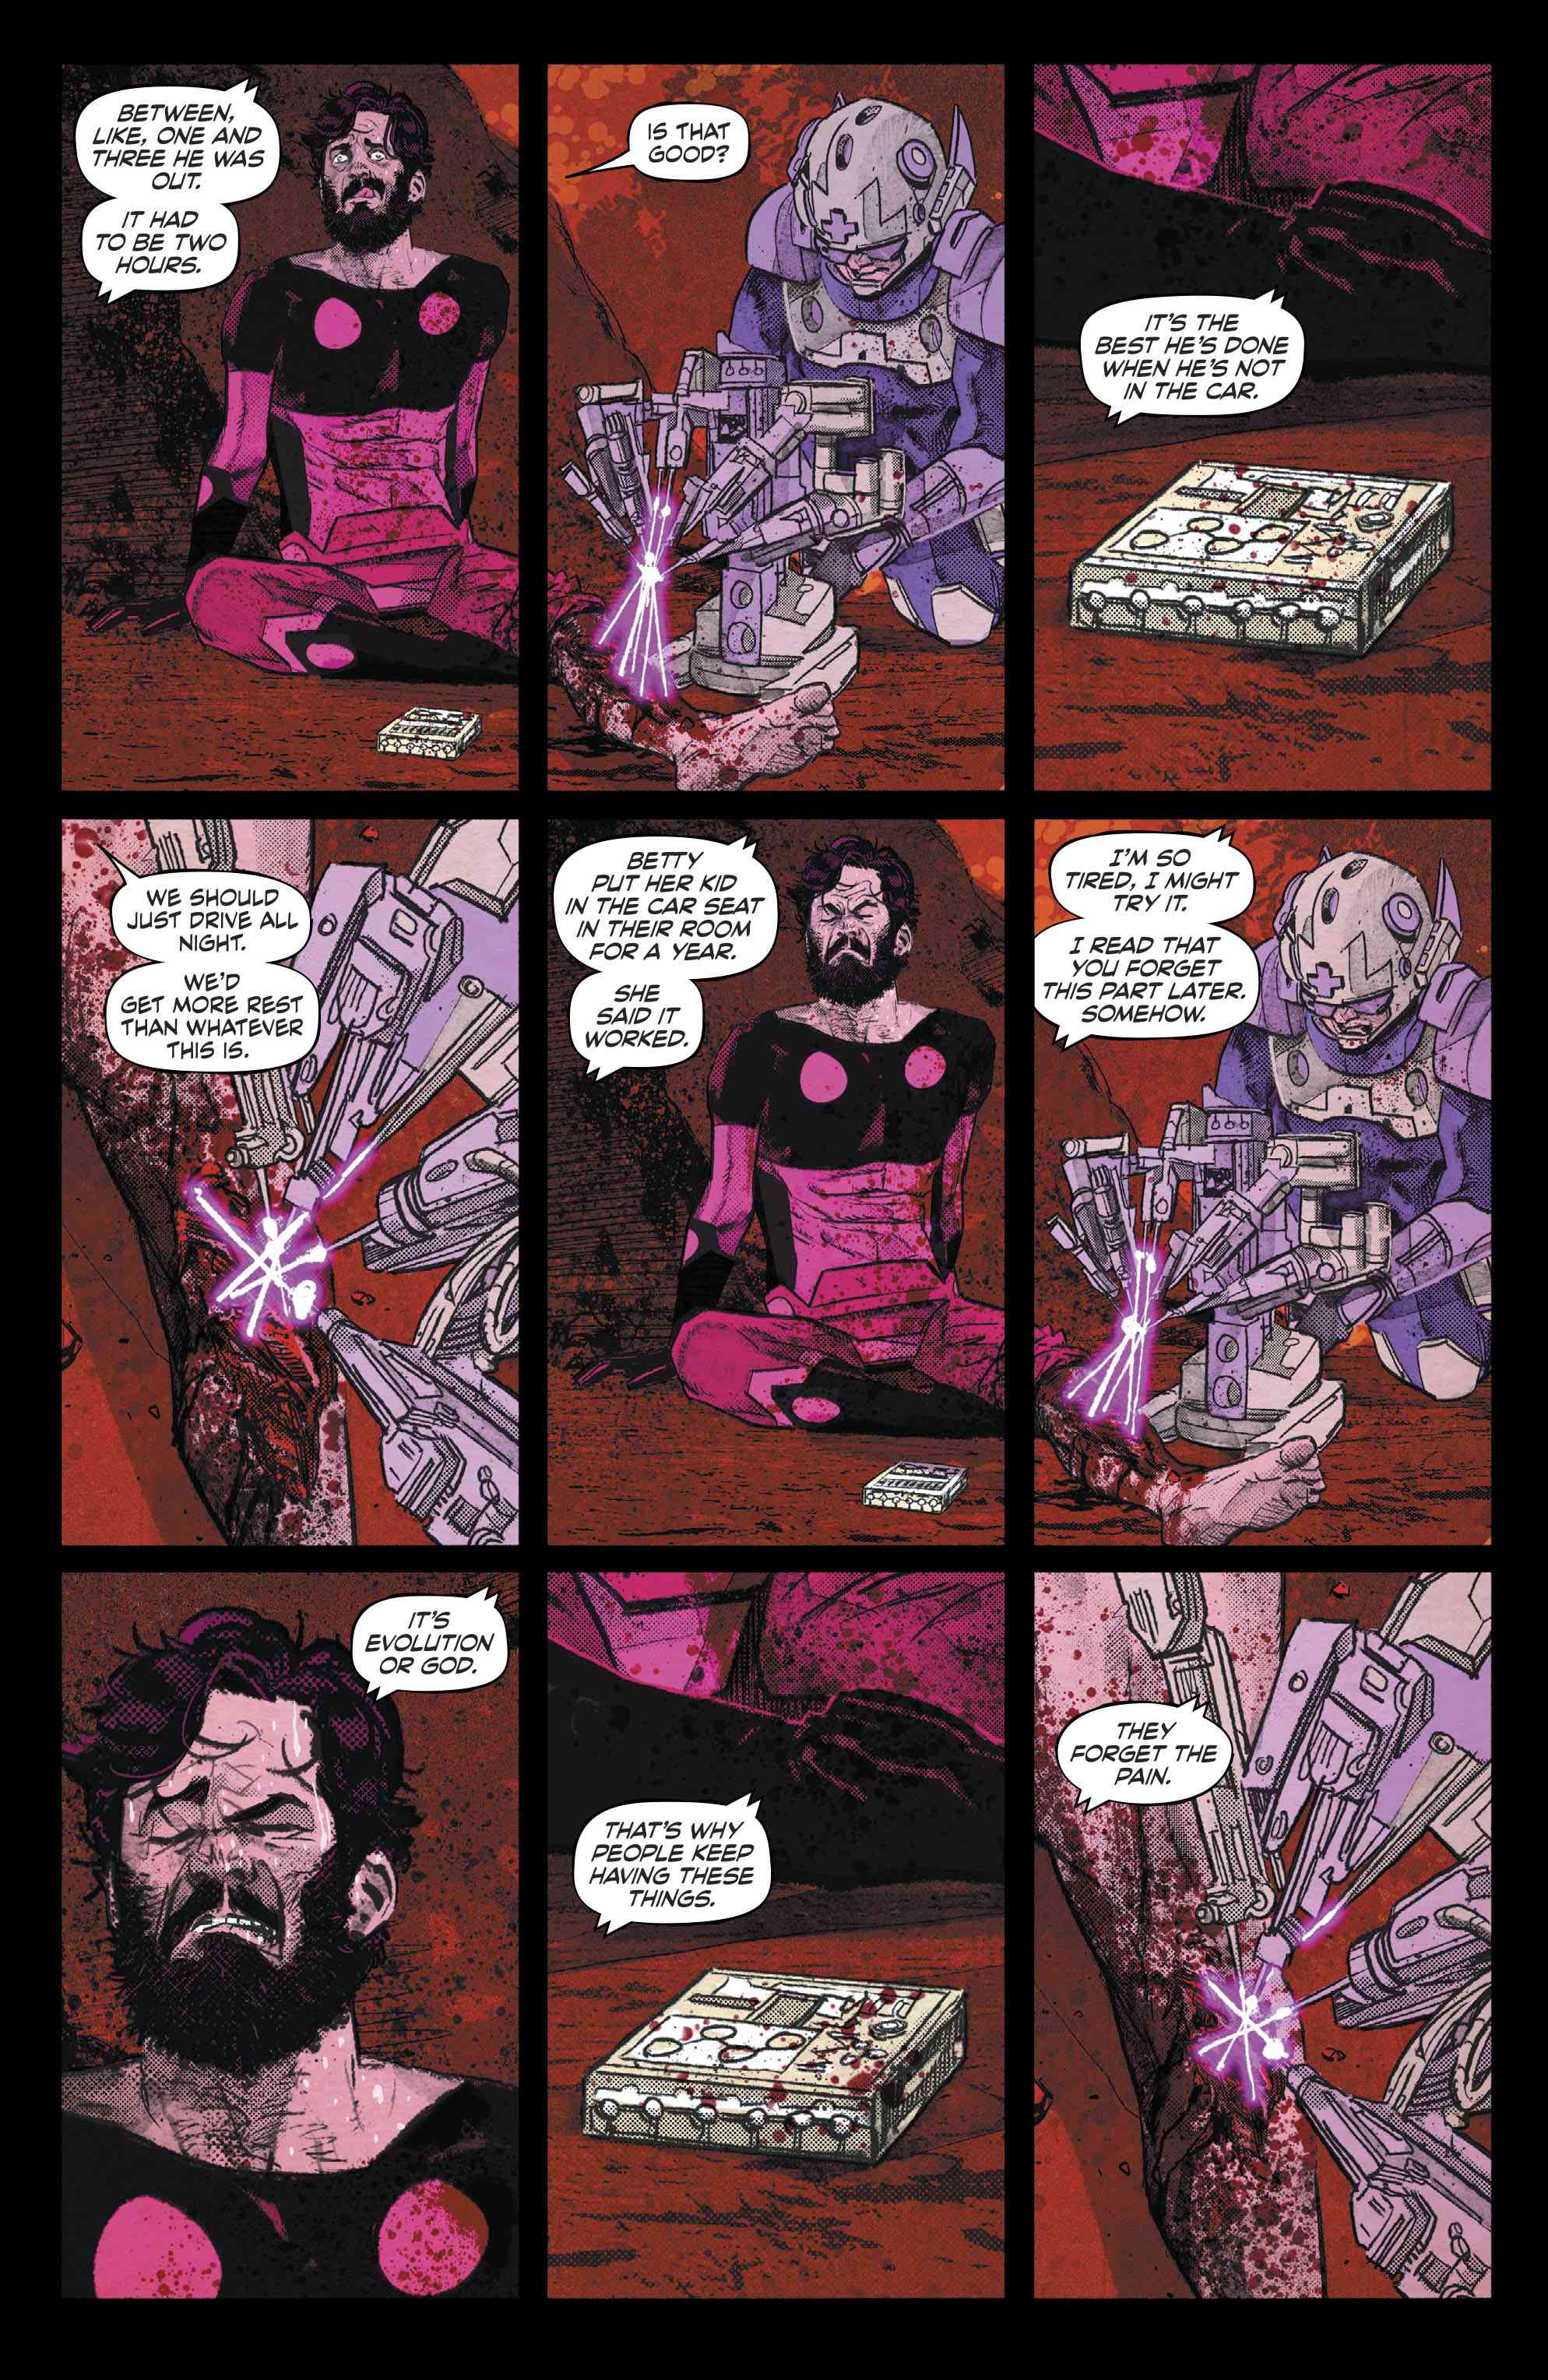 BETWEEN,
LIKE, ONE AND
THREE HE WAS
OUT.
IT HAD
TO BE TWO
HOURS.
IS THAT
GOOD?
IT'S THE
BEST HE'S DONE
WHEN HE'S NOT
IN THE CAR.
WE SHOULD
JUST DRIVE ALL
NIGHT.
WE'D
GET MORE REST
THAN WHATEVER
THIS IS.
BETTY
PUT HER KID
IN THE CAR SEAT
IN THEIR ROOM
FOR A YEAR.
SHE
SAID IT
WORKED.
I'M SO
TIRED, I MIGHT
TRY IT.
I READ THAT
YOU FORGET
THIS PART LATER.
SOMEHOW.
IT'S
EVOLUTION
OR GOD.
THAT'S WHY
PEOPLE KEEP
HAVING THESE
THINGS.
THEY
FORGET THE
PAIN.